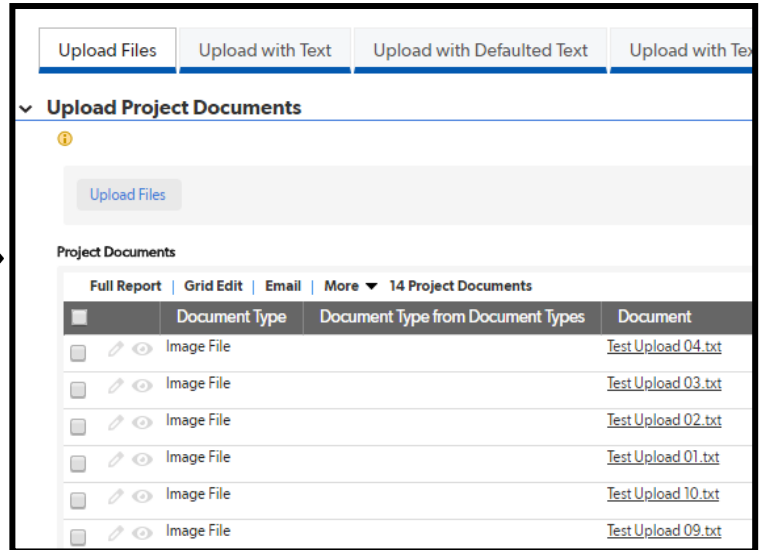 Upload Files Upload with Text Upload with Defaulted Text Upload with Tex
Upload Project Documents
Upload Files
Project Documents
Full Report | Grid Edit | Email | More ▼ 14 Project Documents
Document Type Document Type from Document Types Document
Image File Test Upload 04.txt
Image File Test Upload 03.txt
Image File Test Upload 02.txt
Image File Test Upload 01.txt
Image File Test Upload 10.txt
Image File Test Upload 09.txt